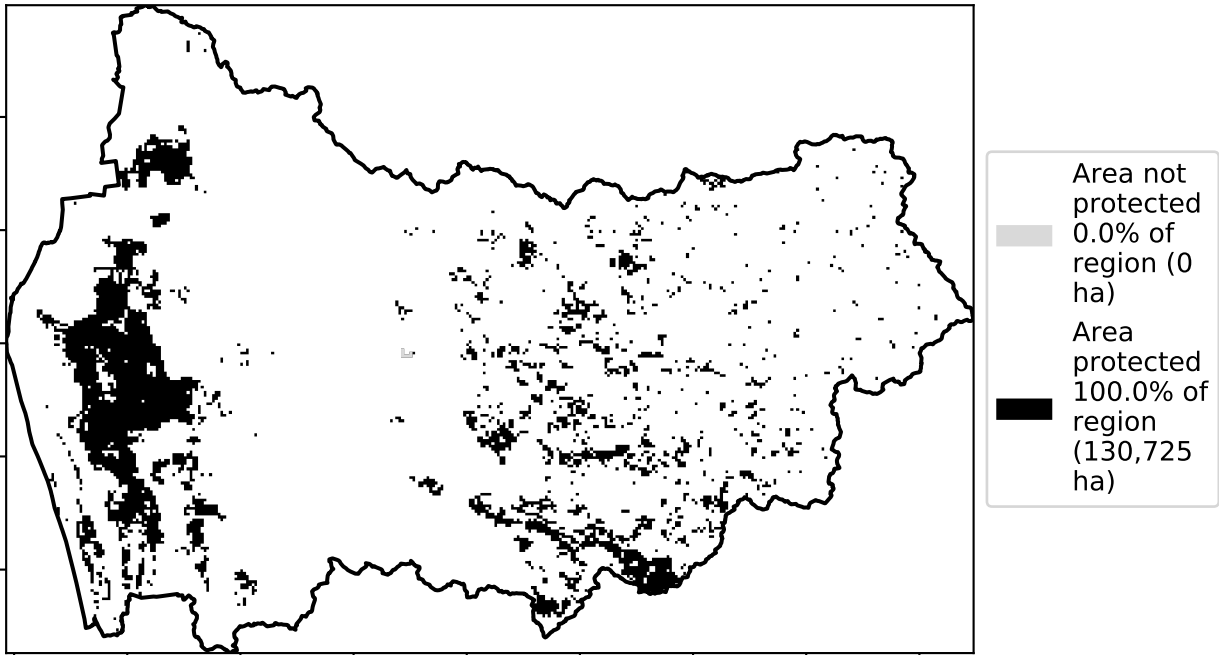 Area not
protected
0.0% of
region (0
ha)
Area
protected
100.0% of
region
(130,725
ha)